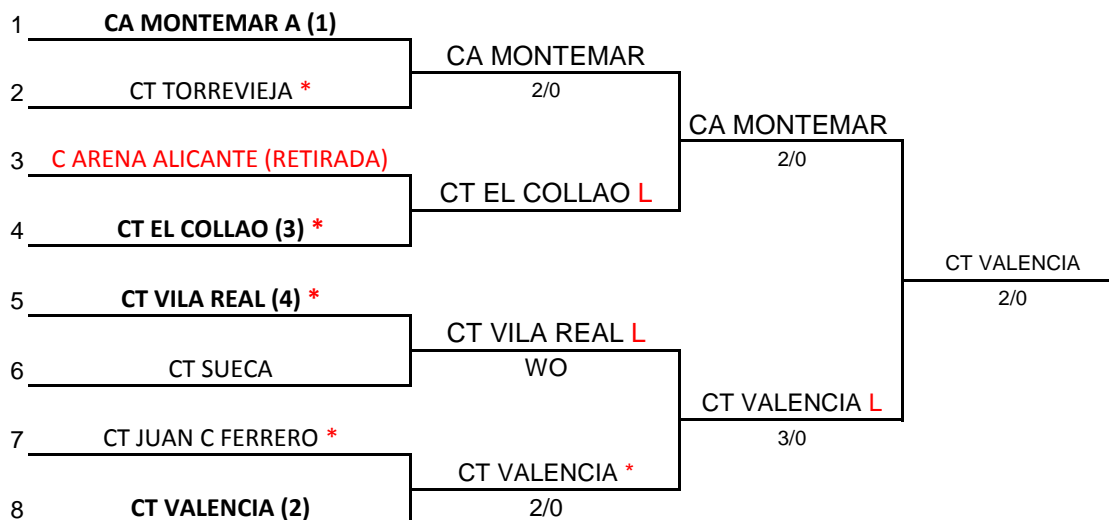 1 CA MONTEMAR A (1)
CA MONTEMAR
2 CT TORREVIEJA *
2/0
CA MONTEMAR
3 C ARENA ALICANTE (RETIRADA)
2/0
CT EL COLLAO L
4 CT EL COLLAO (3) *
CT VALENCIA
5 CT VILA REAL (4) *
2/0
CT VILA REAL L
6 CT SUECA
WO
CT VALENCIA L
7 CT JUAN C FERRERO *
3/0
CT VALENCIA *
8 CT VALENCIA (2)
2/0